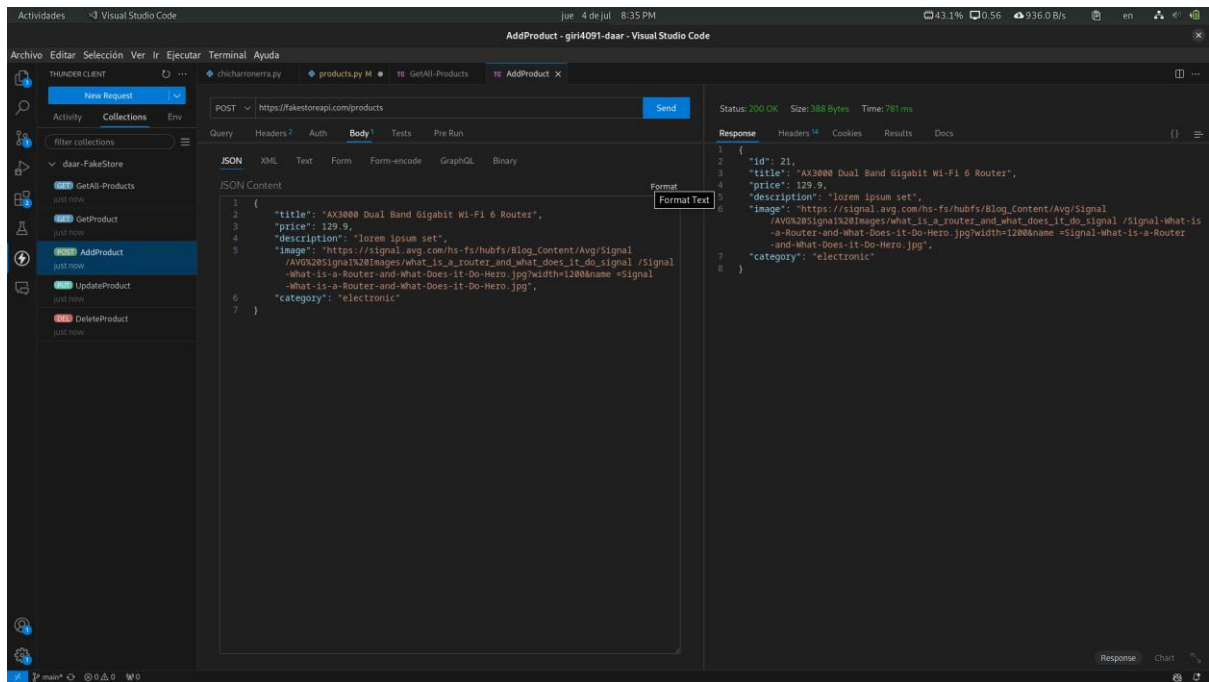 Actividades Visual Studio Code jue 4 de jul 8:35 PM 43.1% 0.56 936.0 B/s en
AddProduct - giri4091-daar - Visual Studio Code
Archivo Editar Selección Ver Ir Ejecutar Terminal Ayuda
THUNDER CLIENT
chicharronerra.py products.py M TC GetAll-Products TC AddProduct
New Request
Activity Collections Env
filter collections
daar-FakeStore
GET GetAll-Products
just now
GET GetProduct
just now
POST AddProduct
just now
PUT UpdateProduct
just now
DEL DeleteProduct
just now
POST https://fakestoreapi.com/products Send
Query Headers 2 Auth Body 1 Tests Pre Run
JSON XML Text Form Form-encode GraphQL Binary
JSON Content Format
Format Text
1 {
2 "title": "AX3000 Dual Band Gigabit Wi-Fi 6 Router",
3 "price": 129.9,
4 "description": "lorem ipsum set",
5 "image": "https://signal.avg.com/hs-fs/hubfs/Blog_Content/Avg/Signal
/AVG%20Signal%20Images/what_is_a_router_and_what_does_it_do_signal /Signal
-What-is-a-Router-and-What-Does-it-Do-Hero.jpg?width=1200&name =Signal
-What-is-a-Router-and-What-Does-it-Do-Hero.jpg",
6 "category": "electronic"
7 }
Status: 200 OK Size: 388 Bytes Time: 781 ms
Response Headers 14 Cookies Results Docs
1 {
2 "id": 21,
3 "title": "AX3000 Dual Band Gigabit Wi-Fi 6 Router",
4 "price": 129.9,
5 "description": "lorem ipsum set",
6 "image": "https://signal.avg.com/hs-fs/hubfs/Blog_Content/Avg/Signal
/AVG%20Signal%20Images/what_is_a_router_and_what_does_it_do_signal /Signal-What-is
-a-Router-and-What-Does-it-Do-Hero.jpg?width=1200&name =Signal-What-is-a-Router
-and-What-Does-it-Do-Hero.jpg",
7 "category": "electronic"
8 }
Response Chart
main* 0 0 0